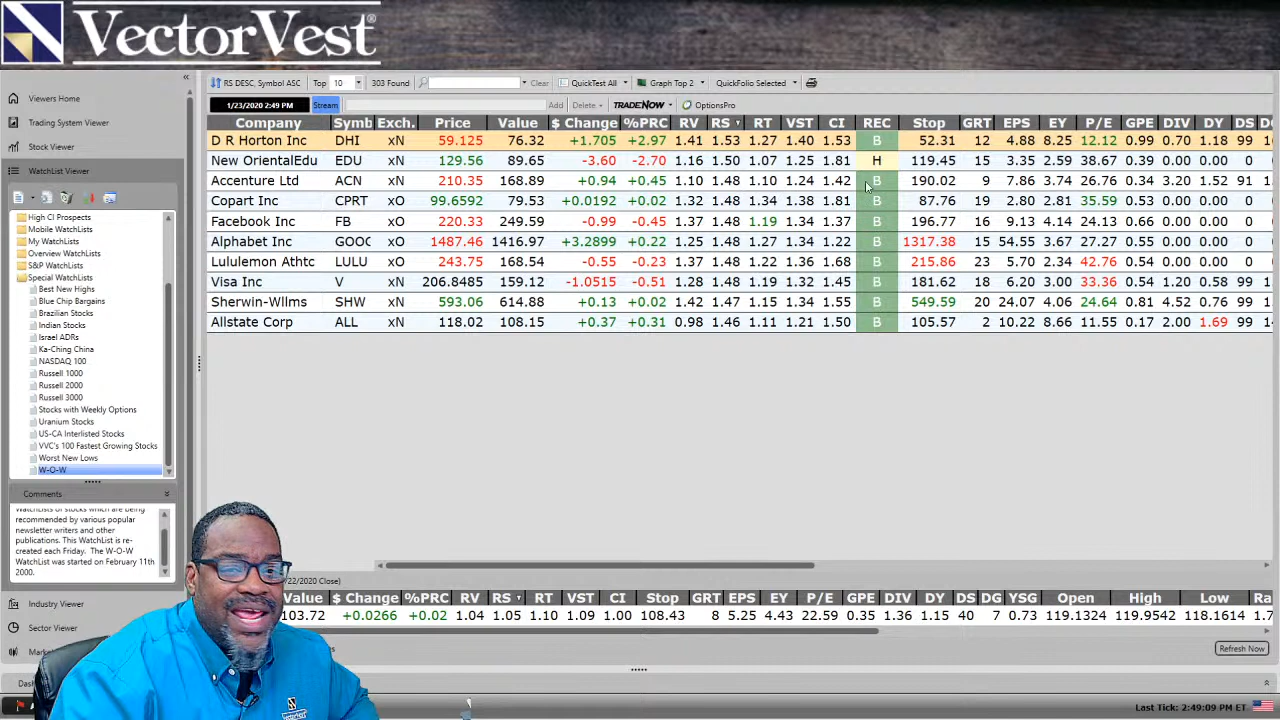 VectorVest
RS DESC, Symbol ASC Top 10 303 Found Clear QuickTest All Graph Top 2 QuickFolio Selected
1/23/2020 2:49 PM Stream Add Delete TRADENOW OptionsPro
Viewers Home
Trading System Viewer
Stock Viewer
WatchList Viewer
High CI Prospects
Mobile WatchLists
My WatchLists
Overview WatchLists
S&P WatchLists
Special WatchLists
Best New Highs
Blue Chip Bargains
Brazilian Stocks
Indian Stocks
Israel ADRs
Ka-Ching China
NASDAQ 100
Russell 1000
Russell 2000
Russell 3000
Stocks with Weekly Options
Uranium Stocks
US-CA Interlisted Stocks
VVC's 100 Fastest Growing Stocks
Worst New Lows
W-O-W
Comments
WatchLists of stocks which are being
recommended by various popular
newsletter writers and other
publications. This WatchList is re-
created each Friday. The W-O-W
WatchList was started on February 11th
2000.
Industry Viewer
Sector Viewer
Company Symb Exch. Price Value $ Change %PRC RV RS RT VST CI REC Stop GRT EPS EY P/E GPE DIV DY DS
D R Horton Inc DHI xN 59.125 76.32 +1.705 +2.97 1.41 1.53 1.27 1.40 1.53 B 52.31 12 4.88 8.25 12.12 0.99 0.70 1.18 99
New OrientalEdu EDU xN 129.56 89.65 -3.60 -2.70 1.16 1.50 1.07 1.25 1.81 H 119.45 15 3.35 2.59 38.67 0.39 0.00 0.00 0
Accenture Ltd ACN xN 210.35 168.89 +0.94 +0.45 1.10 1.48 1.10 1.24 1.42 B 190.02 9 7.86 3.74 26.76 0.34 3.20 1.52 91
Copart Inc CPRT xO 99.6592 79.53 +0.0192 +0.02 1.32 1.48 1.34 1.38 1.81 B 87.76 19 2.80 2.81 35.59 0.53 0.00 0.00 0
Facebook Inc FB xO 220.33 249.59 -0.99 -0.45 1.37 1.48 1.19 1.34 1.37 B 196.77 16 9.13 4.14 24.13 0.66 0.00 0.00 0
Alphabet Inc GOOC xO 1487.46 1416.97 +3.2899 +0.22 1.25 1.48 1.27 1.34 1.22 B 1317.38 15 54.55 3.67 27.27 0.55 0.00 0.00 0
Lululemon Athtc LULU xO 243.75 168.54 -0.55 -0.23 1.37 1.48 1.22 1.36 1.68 B 215.86 23 5.70 2.34 42.76 0.54 0.00 0.00 0
Visa Inc V xN 206.8485 159.12 -1.0515 -0.51 1.28 1.48 1.19 1.32 1.45 B 181.62 18 6.20 3.00 33.36 0.54 1.20 0.58 99
Sherwin-Wllms SHW xN 593.06 614.88 +0.13 +0.02 1.42 1.47 1.15 1.34 1.55 B 549.59 20 24.07 4.06 24.64 0.81 4.52 0.76 99
Allstate Corp ALL xN 118.02 108.15 +0.37 +0.31 0.98 1.46 1.11 1.21 1.50 B 105.57 2 10.22 8.66 11.55 0.17 2.00 1.69 99
/22/2020 Close)
Value $ Change %PRC RV RS RT VST CI Stop GRT EPS EY P/E GPE DIV DY DS DG YSG Open High Low Ra
103.72 +0.0266 +0.02 1.04 1.05 1.10 1.09 1.00 108.43 8 5.25 4.43 22.59 0.35 1.36 1.15 40 7 0.73 119.1324 119.9542 118.1614 1.7
Refresh Now
Last Tick: 2:49:09 PM ET
VectorVest